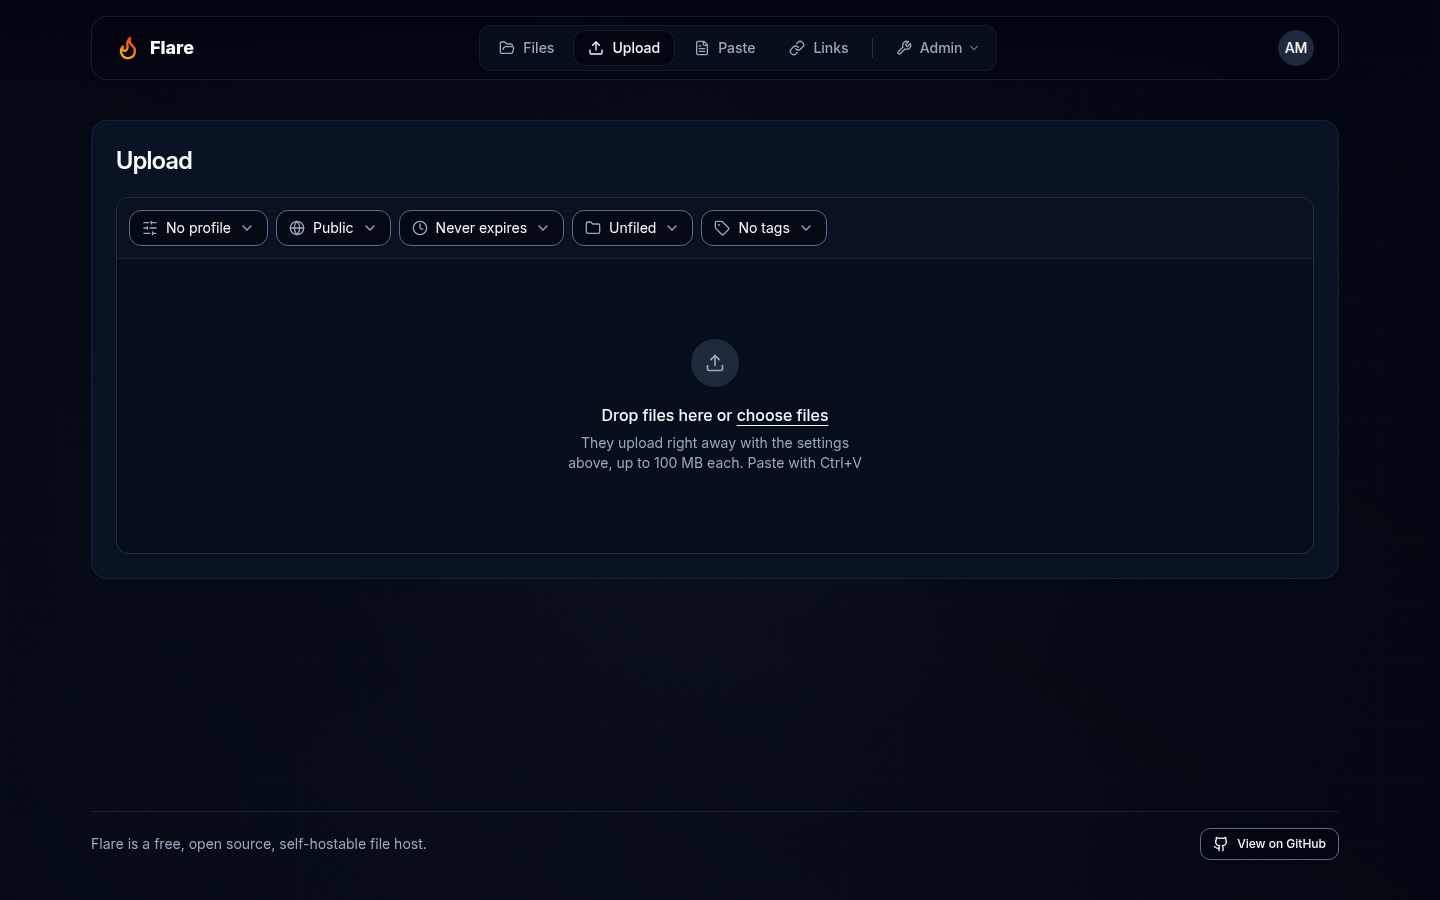 Flare
Files
Upload
Paste
Links
Admin
AM
Upload
No profile
Public
Never expires
Unfiled
No tags
Drop files here or choose files
They upload right away with the settings
above, up to 100 MB each. Paste with Ctrl+V
Flare is a free, open source, self-hostable file host.
View on GitHub